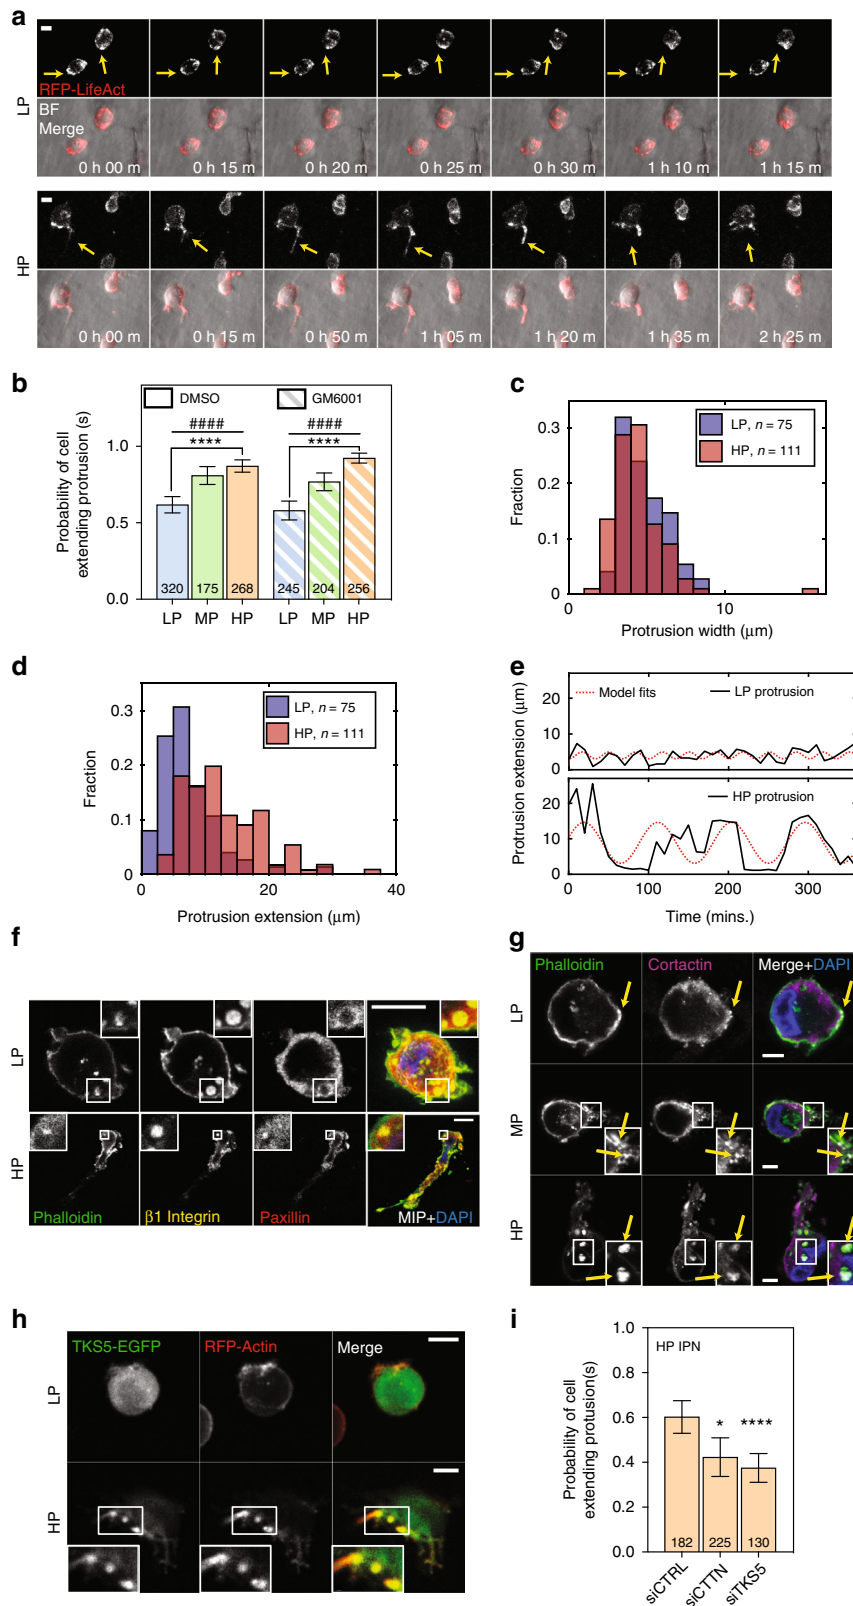 a
LP
RFP-LifeAct
BF
Merge
0 h 00 m 0 h 15 m 0 h 20 m 0 h 25 m 0 h 30 m 1 h 10 m 1 h 15 m
HP
0 h 00 m 0 h 15 m 0 h 50 m 1 h 05 m 1 h 20 m 1 h 35 m 2 h 25 m
b
Probability of cell
extending protrusion (s)
DMSO GM6001
#### ####
**** ****
1.0
0.5
0.0
320 175 268 245 204 256
LP MP HP LP MP HP
c
Fraction
0.3
0.2
0.1
0
LP, n = 75
HP, n = 111
0 10
Protrusion width (μm)
d
Fraction
0.3
0.2
0.1
0
LP, n = 75
HP, n = 111
0 20 40
Protrusion extension (μm)
e
Protrusion extension (μm)
Model fits LP protrusion
20
10
0
HP protrusion
20
10
0
0 100 200 300
Time (mins.)
f
LP
HP
Phalloidin β1 Integrin Paxillin MIP+DAPI
g
Phalloidin Cortactin Merge+DAPI
LP
MP
HP
h
TKS5-EGFP RFP-Actin Merge
LP
HP
i
Probability of cell
extending protusion(s)
HP IPN
1.0
0.8
0.6
0.4
0.2
0.0
* ****
182 225 130
siCTRL siCTTN siTKS5